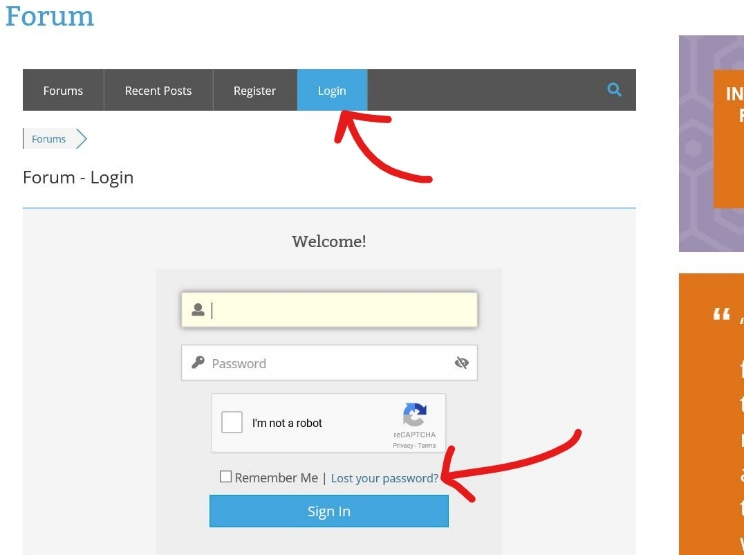 Forum
Forums Recent Posts Register Login
Forums
Forum - Login
Welcome!
Password
I'm not a robot
reCAPTCHA
Privacy - Terms
Remember Me | Lost your password?
Sign In
“